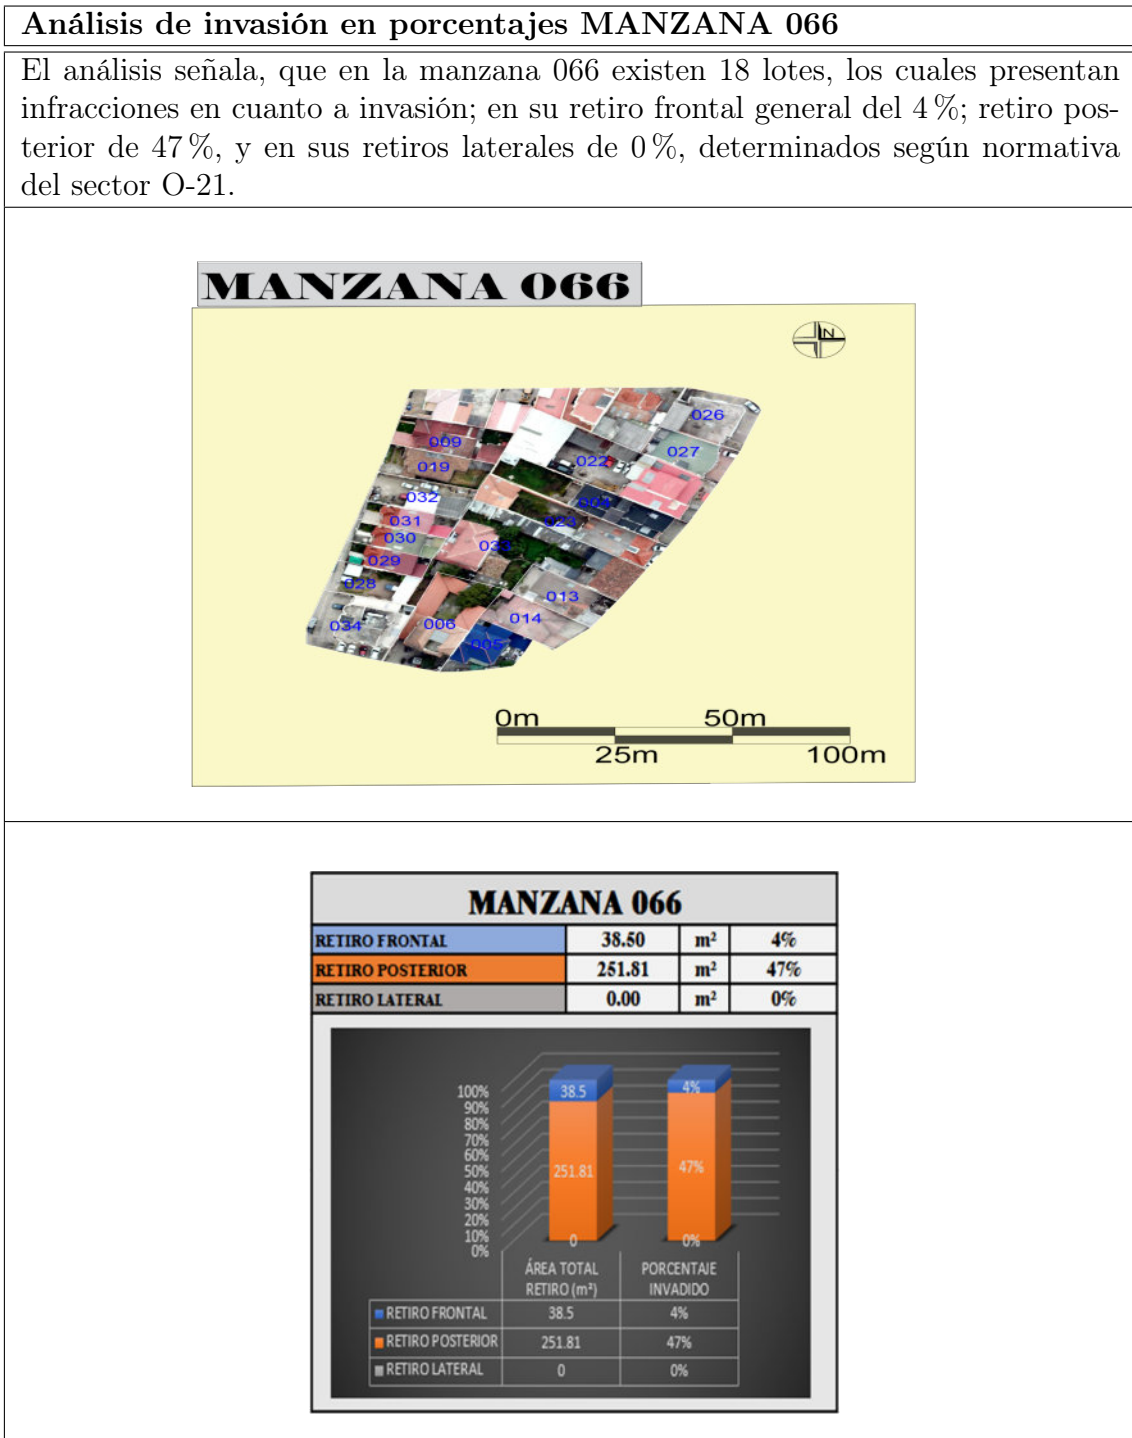 Análisis de invasión en porcentajes MANZANA 066
El análisis señala, que en la manzana 066 existen 18 lotes, los cuales presentan
infracciones en cuanto a invasión; en su retiro frontal general del 4 %; retiro pos-
terior de 47 %, y en sus retiros laterales de 0 %, determinados según normativa
del sector O-21.
MANZANA 066
N
026
009
027
022
019
032
004
031
023
030
033
029
028
013
014
034
006
005
0m 50m
25m 100m
MANZANA 066
RETIRO FRONTAL 38.50 m² 4%
RETIRO POSTERIOR 251.81 m² 47%
RETIRO LATERAL 0.00 m² 0%
100%
90%
80%
70%
60%
50%
40%
30%
20%
10%
0%
38.5 4%
251.81 47%
0 0%
ÁREA TOTAL PORCENTAJE
RETIRO (m²) INVADIDO
RETIRO FRONTAL 38.5 4%
RETIRO POSTERIOR 251.81 47%
RETIRO LATERAL 0 0%